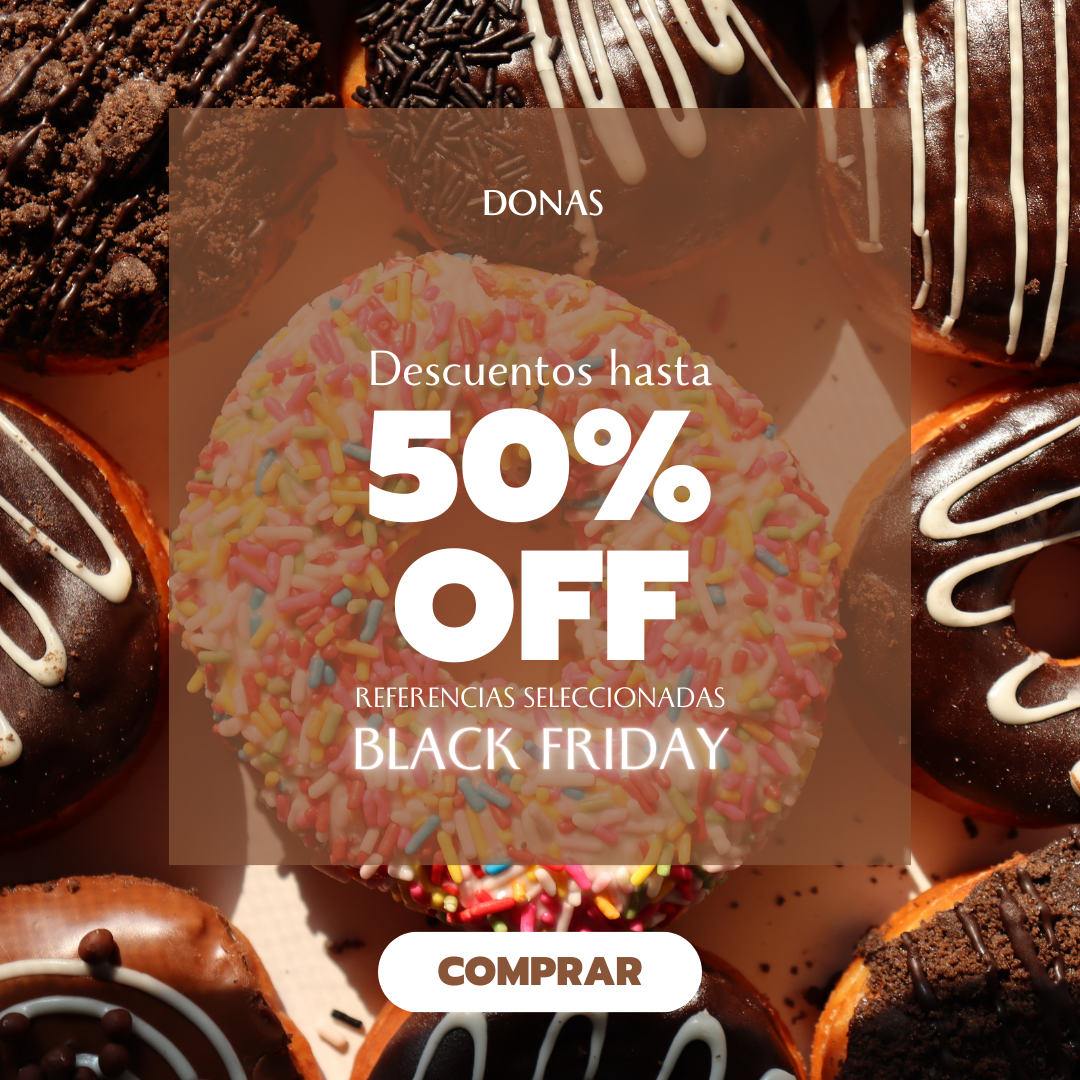 DONAS
Descuentos hasta
50%
OFF
REFERENCIAS SELECCIONADAS
BLACK FRIDAY
COMPRAR